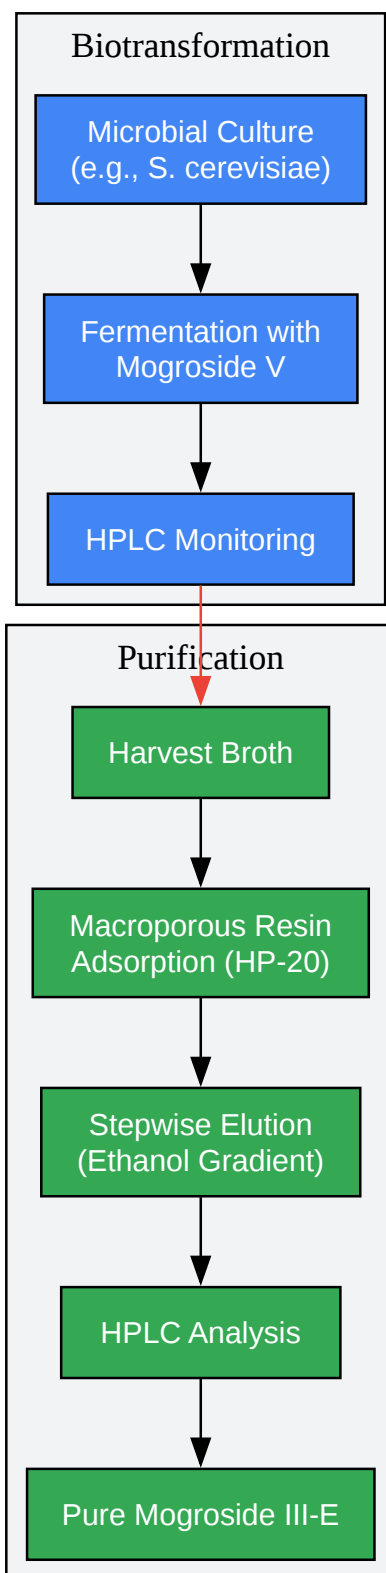 Biotransformation
Microbial Culture
(e.g., S. cerevisiae)
Fermentation with
Mogroside V
HPLC Monitoring
Purification
Harvest Broth
Macroporous Resin
Adsorption (HP-20)
Stepwise Elution
(Ethanol Gradient)
HPLC Analysis
Pure Mogroside III-E